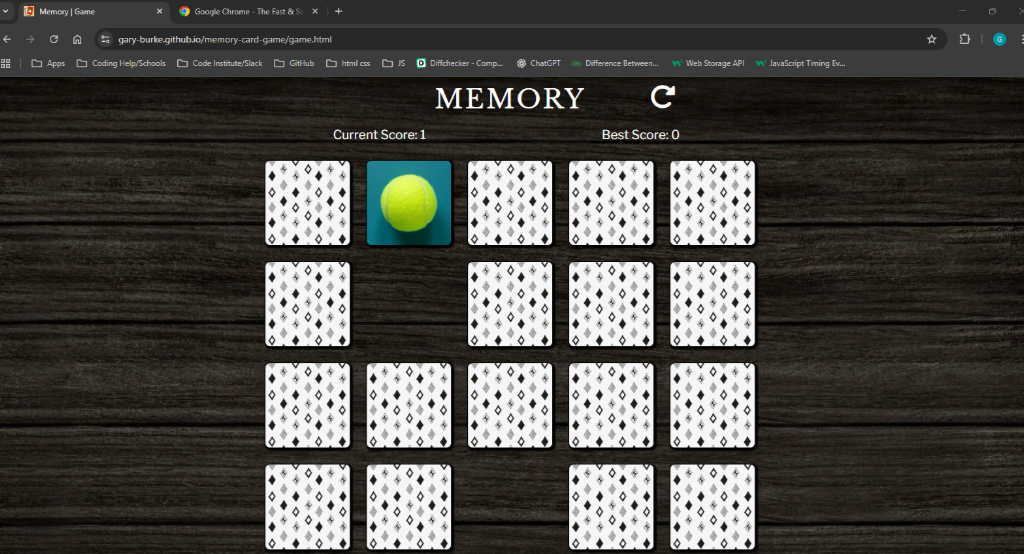 Memory | Game
Google Chrome - The Fast & Se
gary-burke.github.io/memory-card-game/game.html
G
Apps
Coding Help/Schools
Code Institute/Slack
GitHub
html css
JS
Diffchecker - Comp...
ChatGPT
Difference Between...
Web Storage API
JavaScript Timing Ev...
MEMORY
Current Score: 1
Best Score: 0